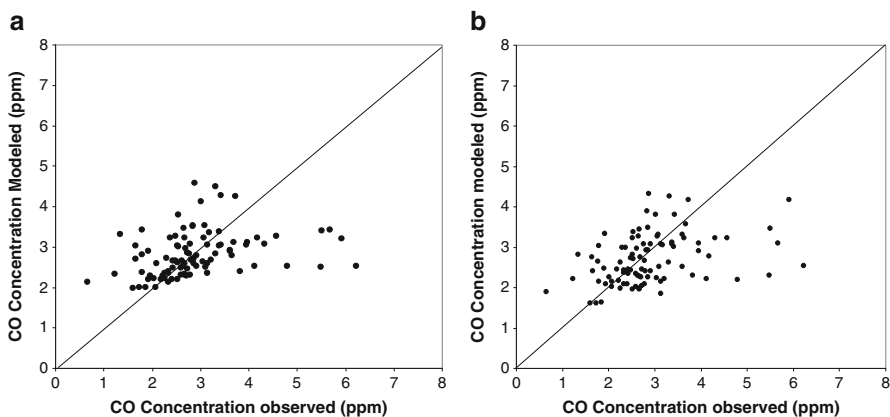 a
CO Concentration Modeled (ppm)
8
7
6
5
4
3
2
1
0
0 1 2 3 4 5 6 7 8
CO Concentration observed (ppm)
b
CO Concentration modeled (ppm)
8
7
6
5
4
3
2
1
0
0 1 2 3 4 5 6 7 8
CO Concentration observed (ppm)